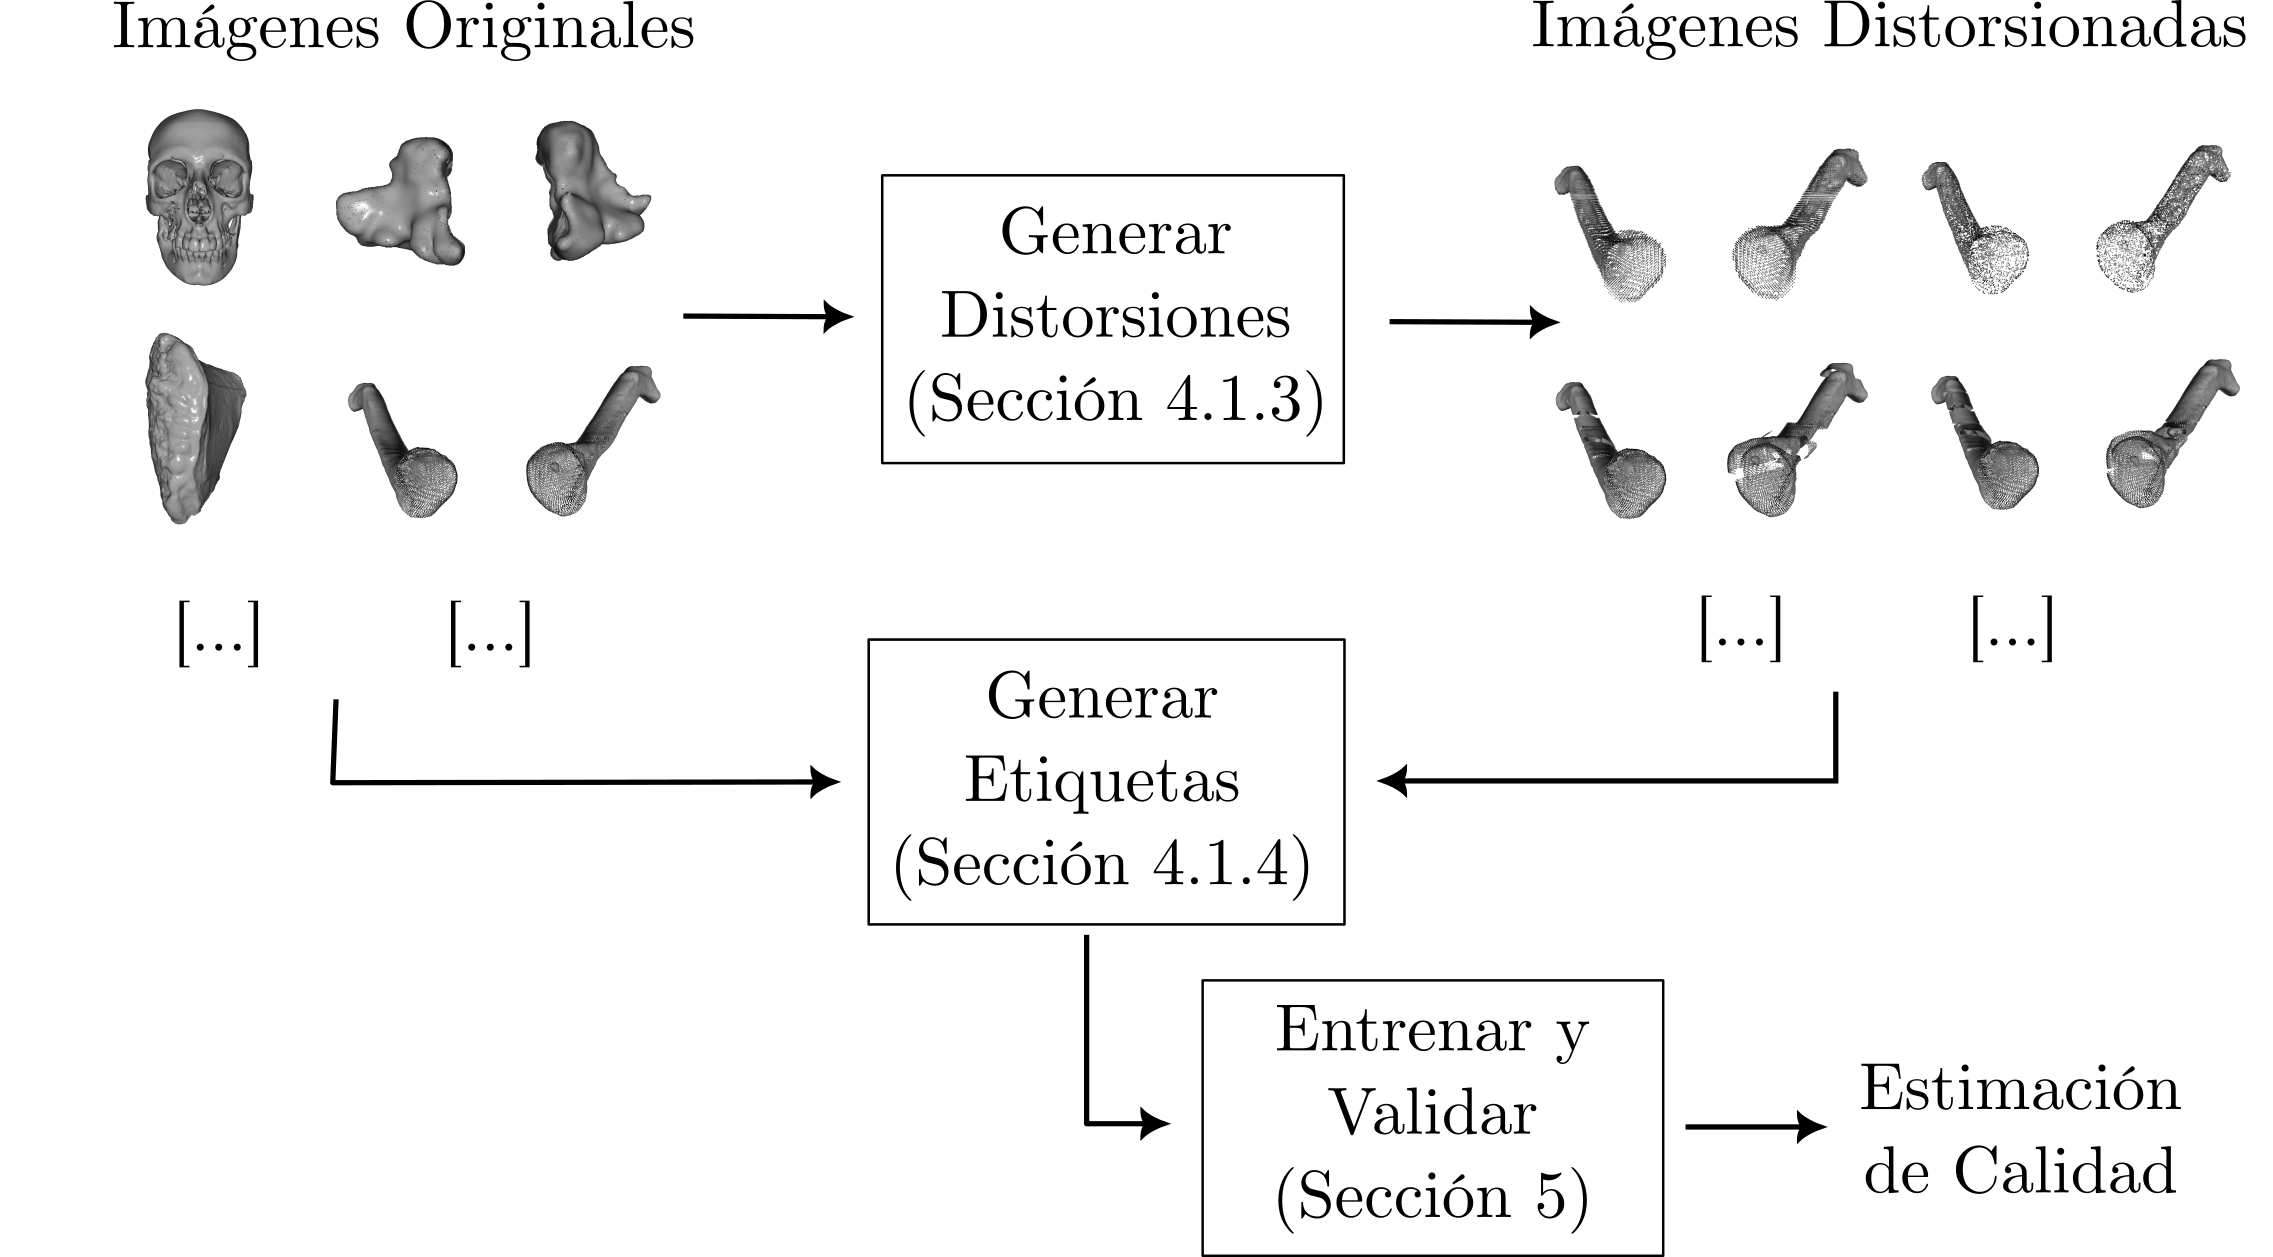 Imágenes Originales
Imágenes Distorsionadas
Generar
Distorsiones
(Sección 4.1.3)
[...]
[...]
[...]
[...]
Generar
Etiquetas
(Sección 4.1.4)
Entrenar y
Validar
(Sección 5)
Estimación
de Calidad